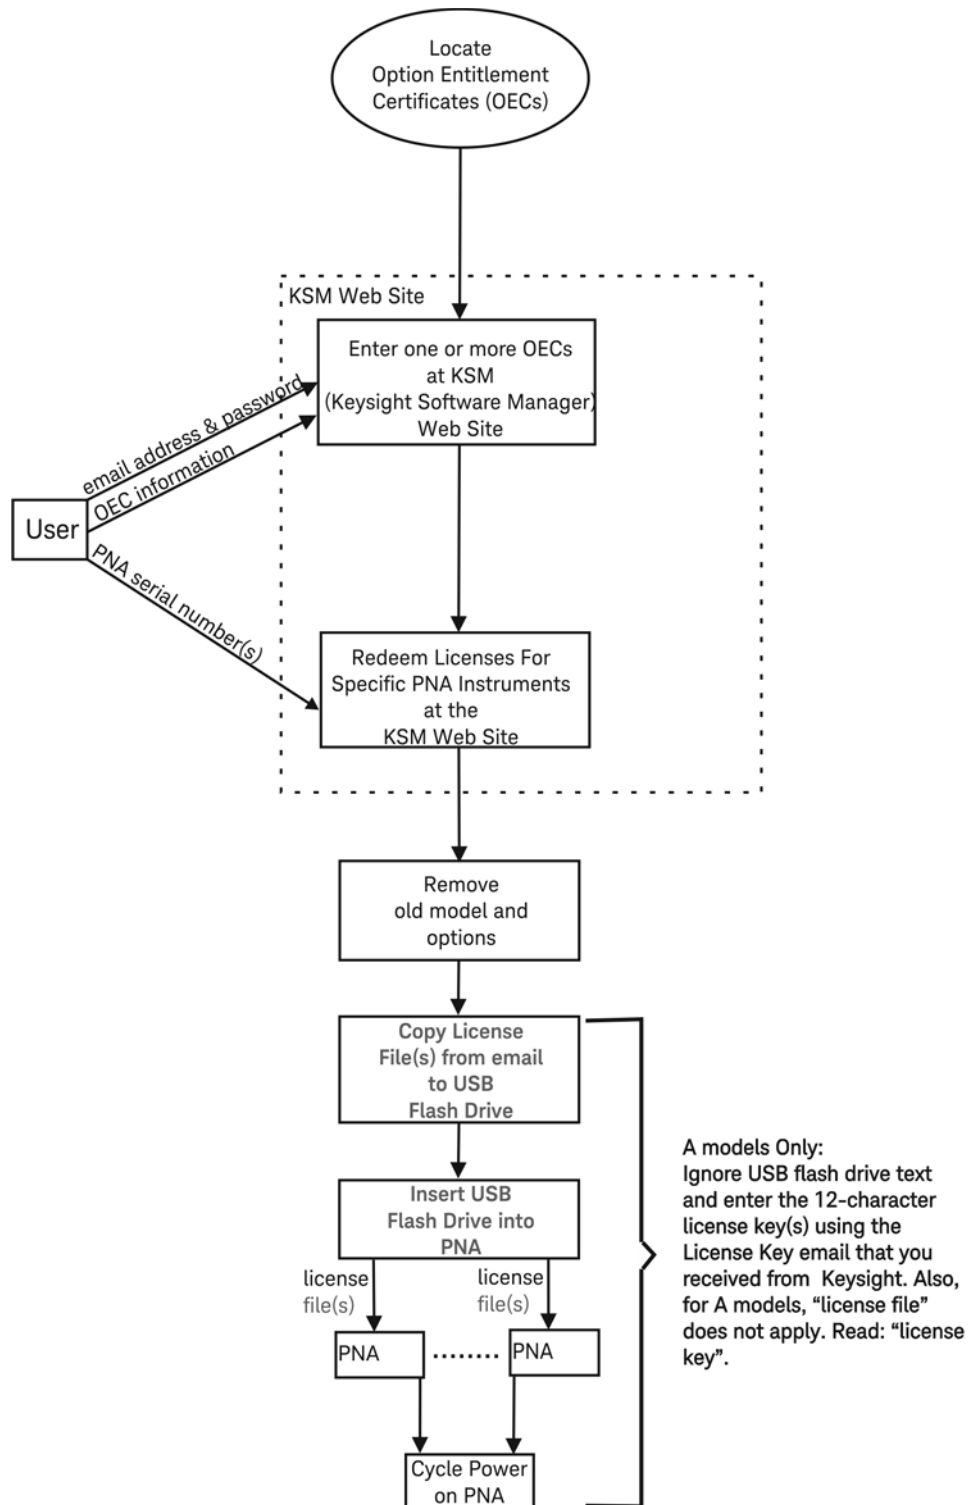 Locate
Option Entitlement
Certificates (OECs)
KSM Web Site
Enter one or more OECs
at KSM
(Keysight Software Manager)
Web Site
email address & password
OEC information
User
PNA serial number(s)
Redeem Licenses For
Specific PNA Instruments
at the
KSM Web Site
Remove
old model and
options
Copy License
File(s) from email
to USB
Flash Drive
Insert USB
Flash Drive into
PNA
license
file(s)
license
file(s)
PNA ........ PNA
Cycle Power
on PNA
A models Only:
Ignore USB flash drive text
and enter the 12-character
license key(s) using the
License Key email that you
received from Keysight. Also,
for A models, “license file”
does not apply. Read: “license
key”.